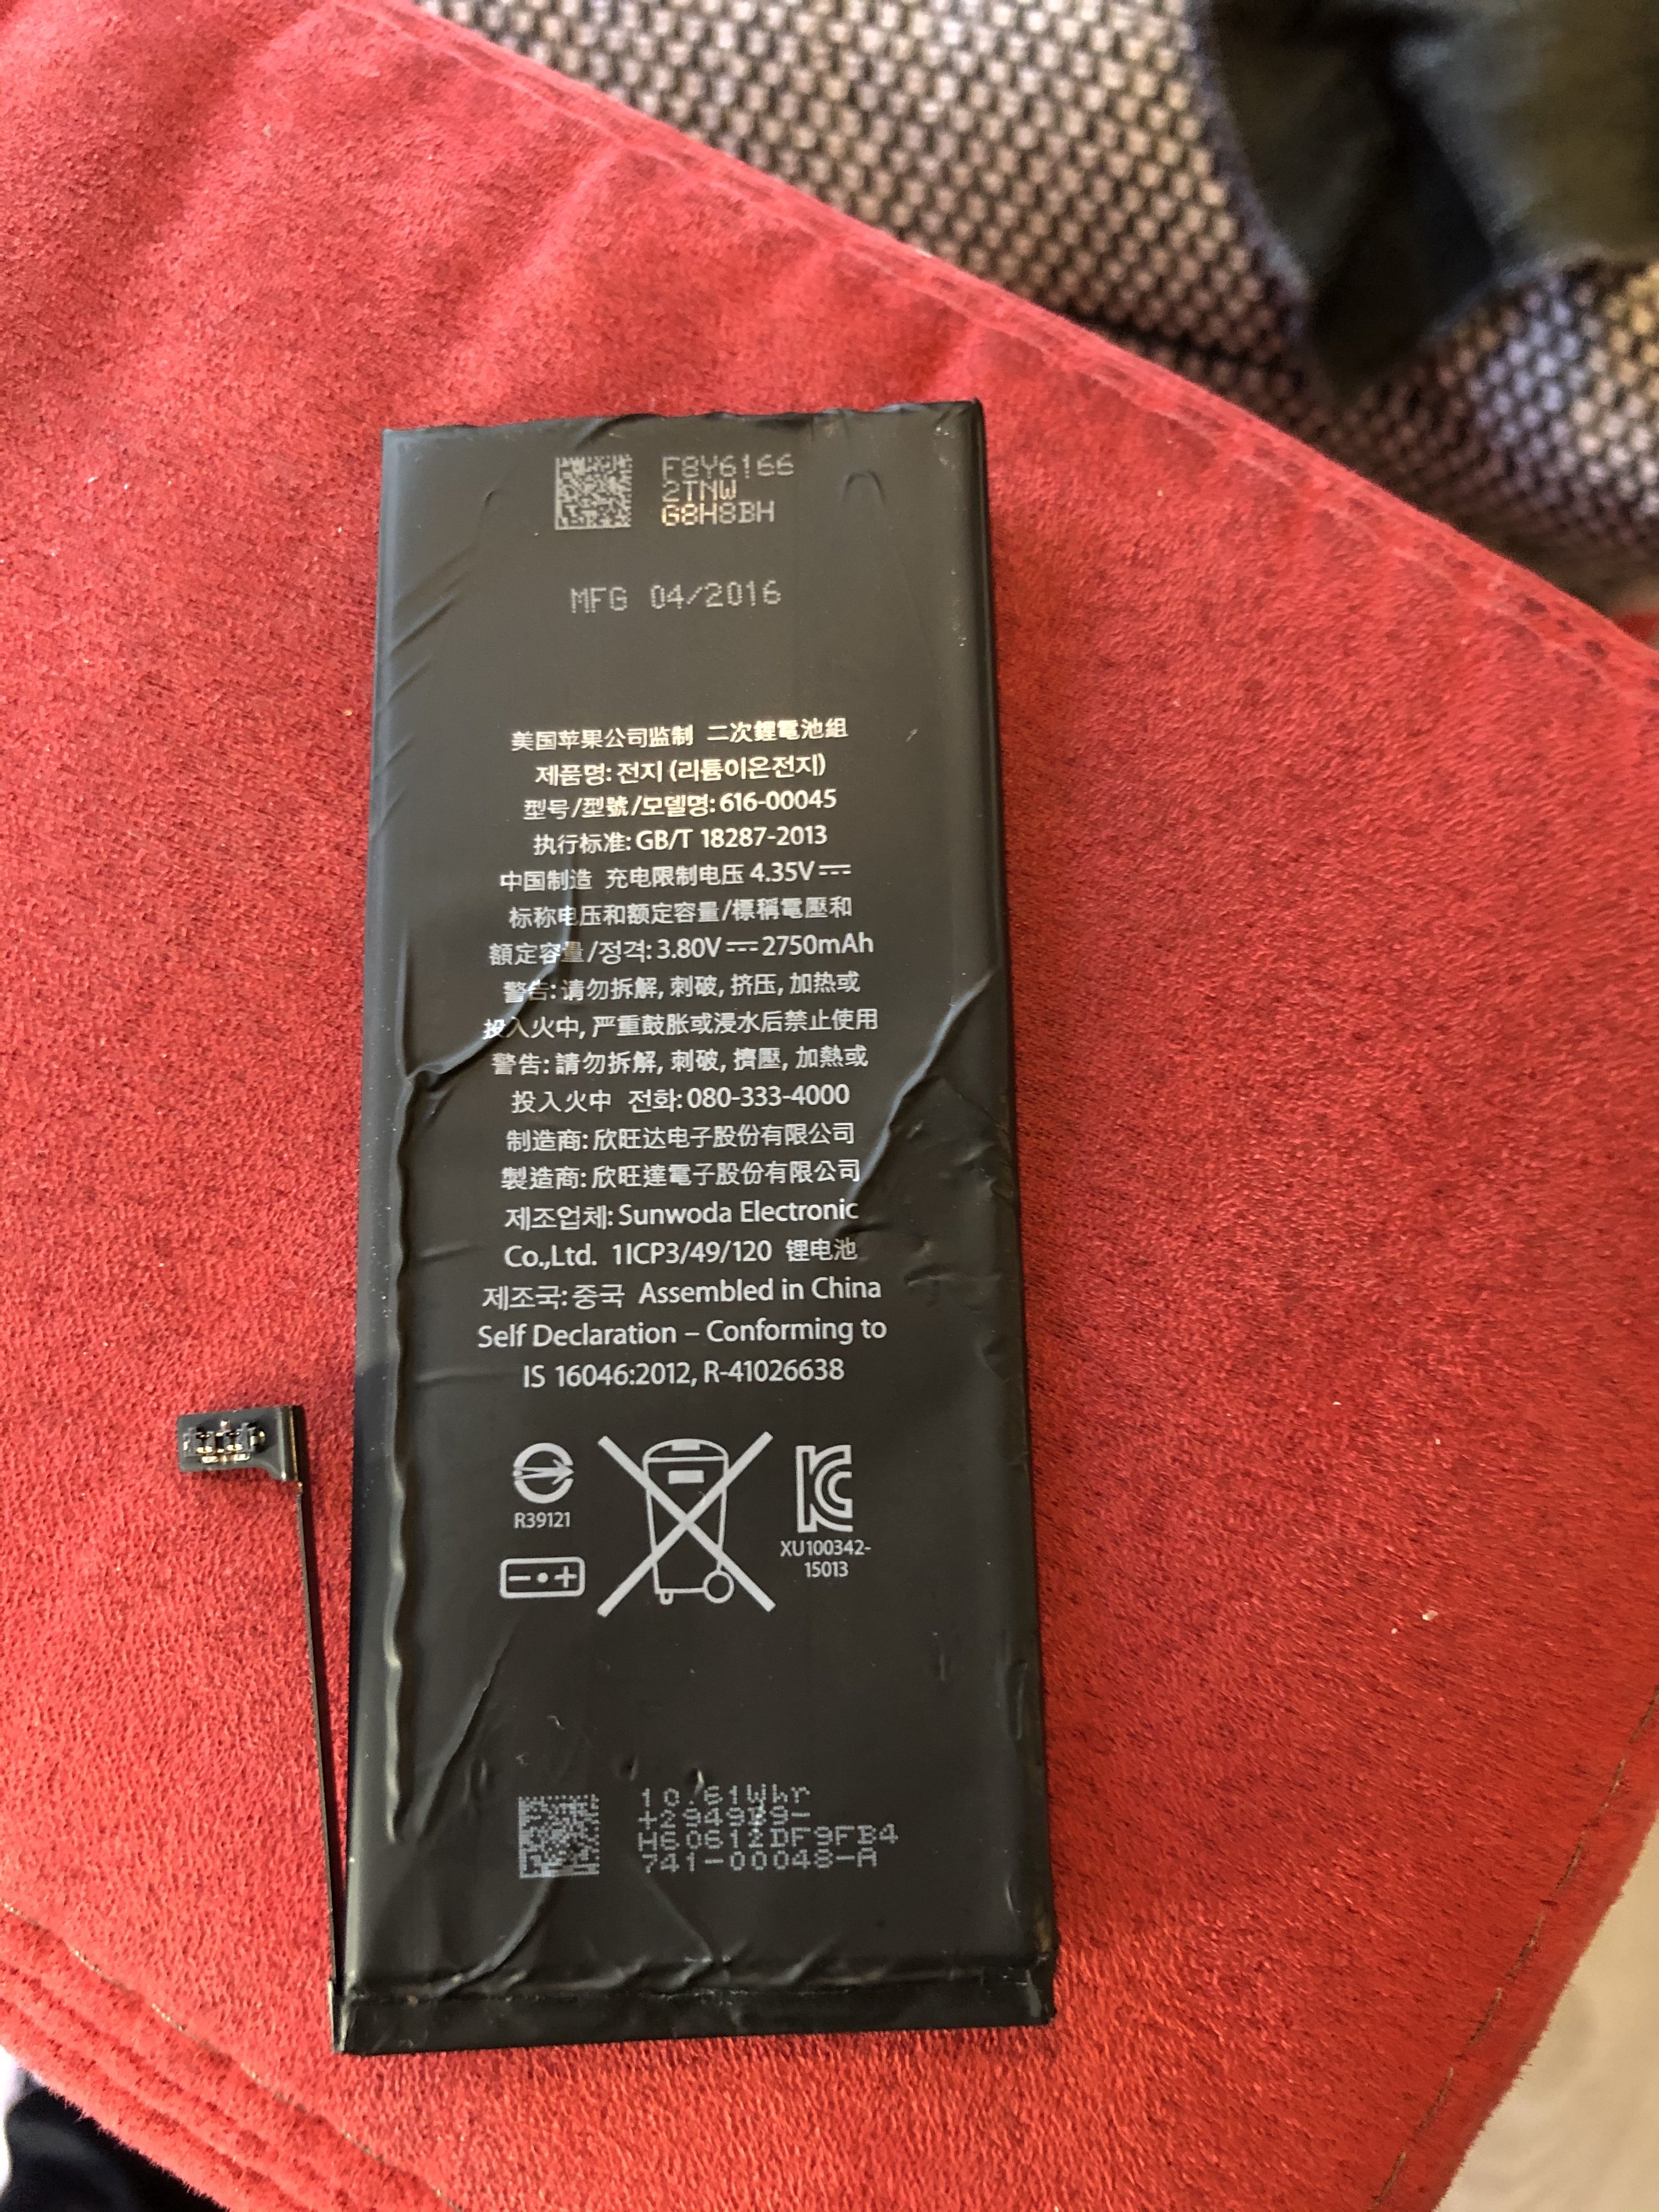 F8Y6166
2TNW
G8H8BH
MFG 04/2016
美国苹果公司监制 二次鋰電池組
제품명: 전지 (리튬이온전지)
型号/型號/모델명: 616-00045
执行标准: GB/T 18287-2013
中国制造 充电限制电压 4.35V ⎓
标称电压和额定容量/標稱電壓和
額定容量/정격: 3.80V ⎓ 2750mAh
警告: 请勿拆解, 刺破, 挤压, 加热或
投入火中, 严重鼓胀或浸水后禁止使用
警告: 請勿拆解, 刺破, 擠壓, 加熱或
投入火中 전화: 080-333-4000
制造商: 欣旺达电子股份有限公司
製造商: 欣旺達電子股份有限公司
제조업체: Sunwoda Electronic
Co.,Ltd. 1ICP3/49/120 锂电池
제조국: 중국 Assembled in China
Self Declaration – Conforming to
IS 16046:2012, R-41026638
R39121
XU100342-
15013
10.61Whr
H60612DF9FB4
741-00048-A